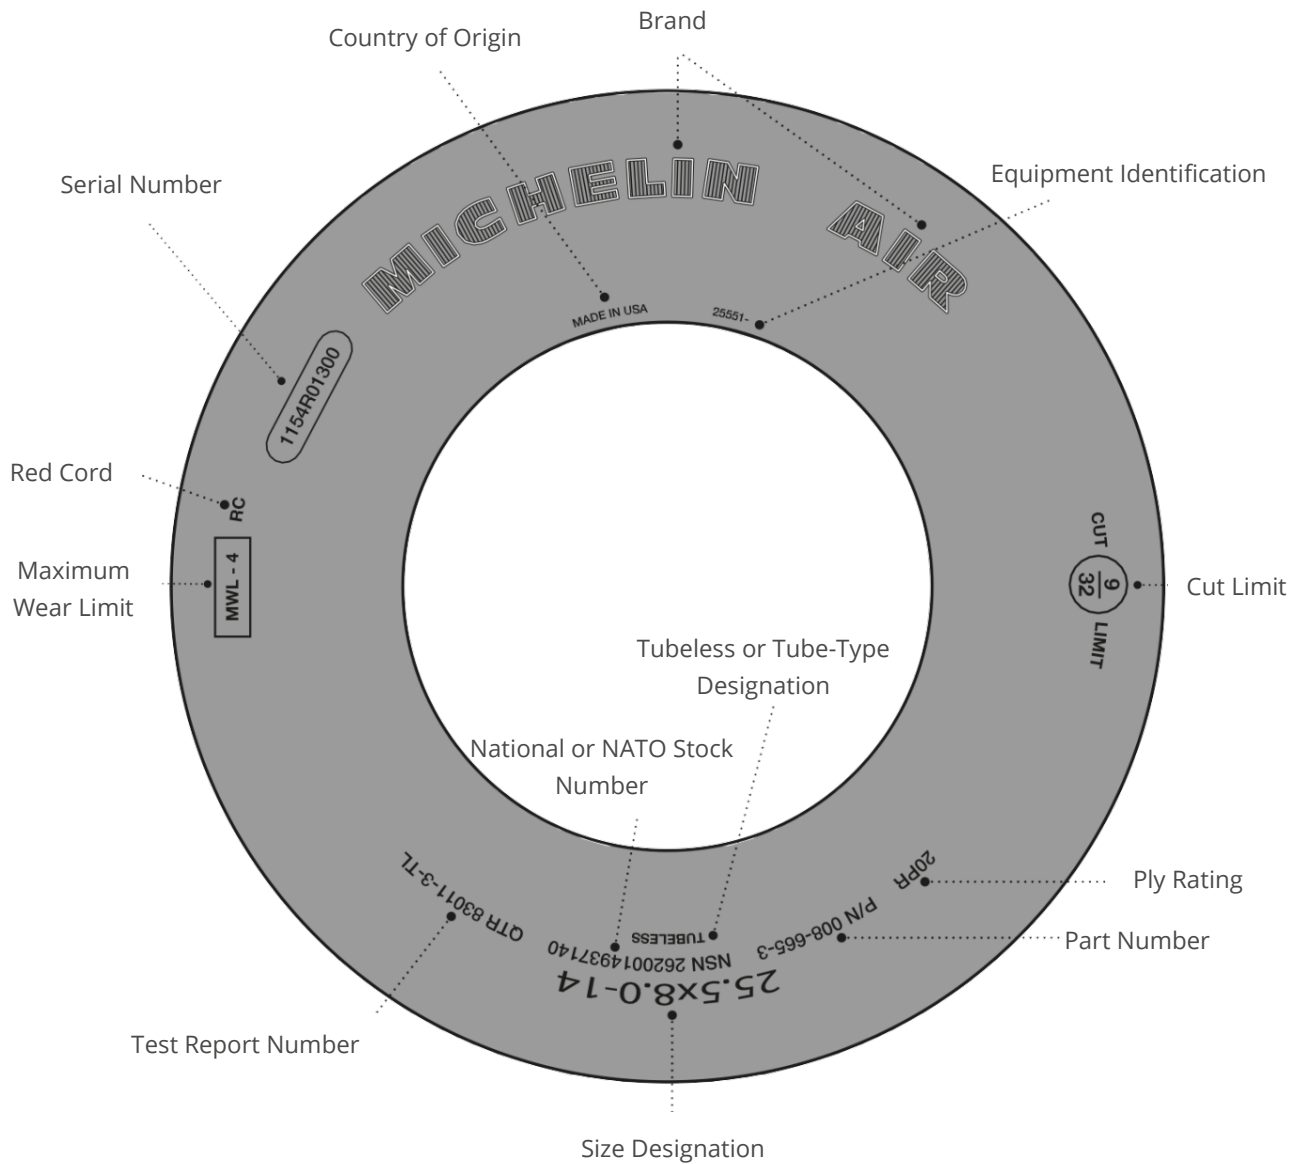 Brand
Country of Origin
Equipment Identification
Serial Number
MICHELIN AIR
MADE IN USA
25551-
1154R01300
Red Cord
RC
Maximum
Wear Limit
MWL - 4
CUT
9
32
LIMIT
Cut Limit
Tubeless or Tube-Type
Designation
National or NATO Stock
Number
20PR
Ply Rating
P/N 008-665-3
Part Number
TUBELESS
NSN 2620014937140
25.5x8.0-14
QTR 83011-3-TL
Test Report Number
Size Designation